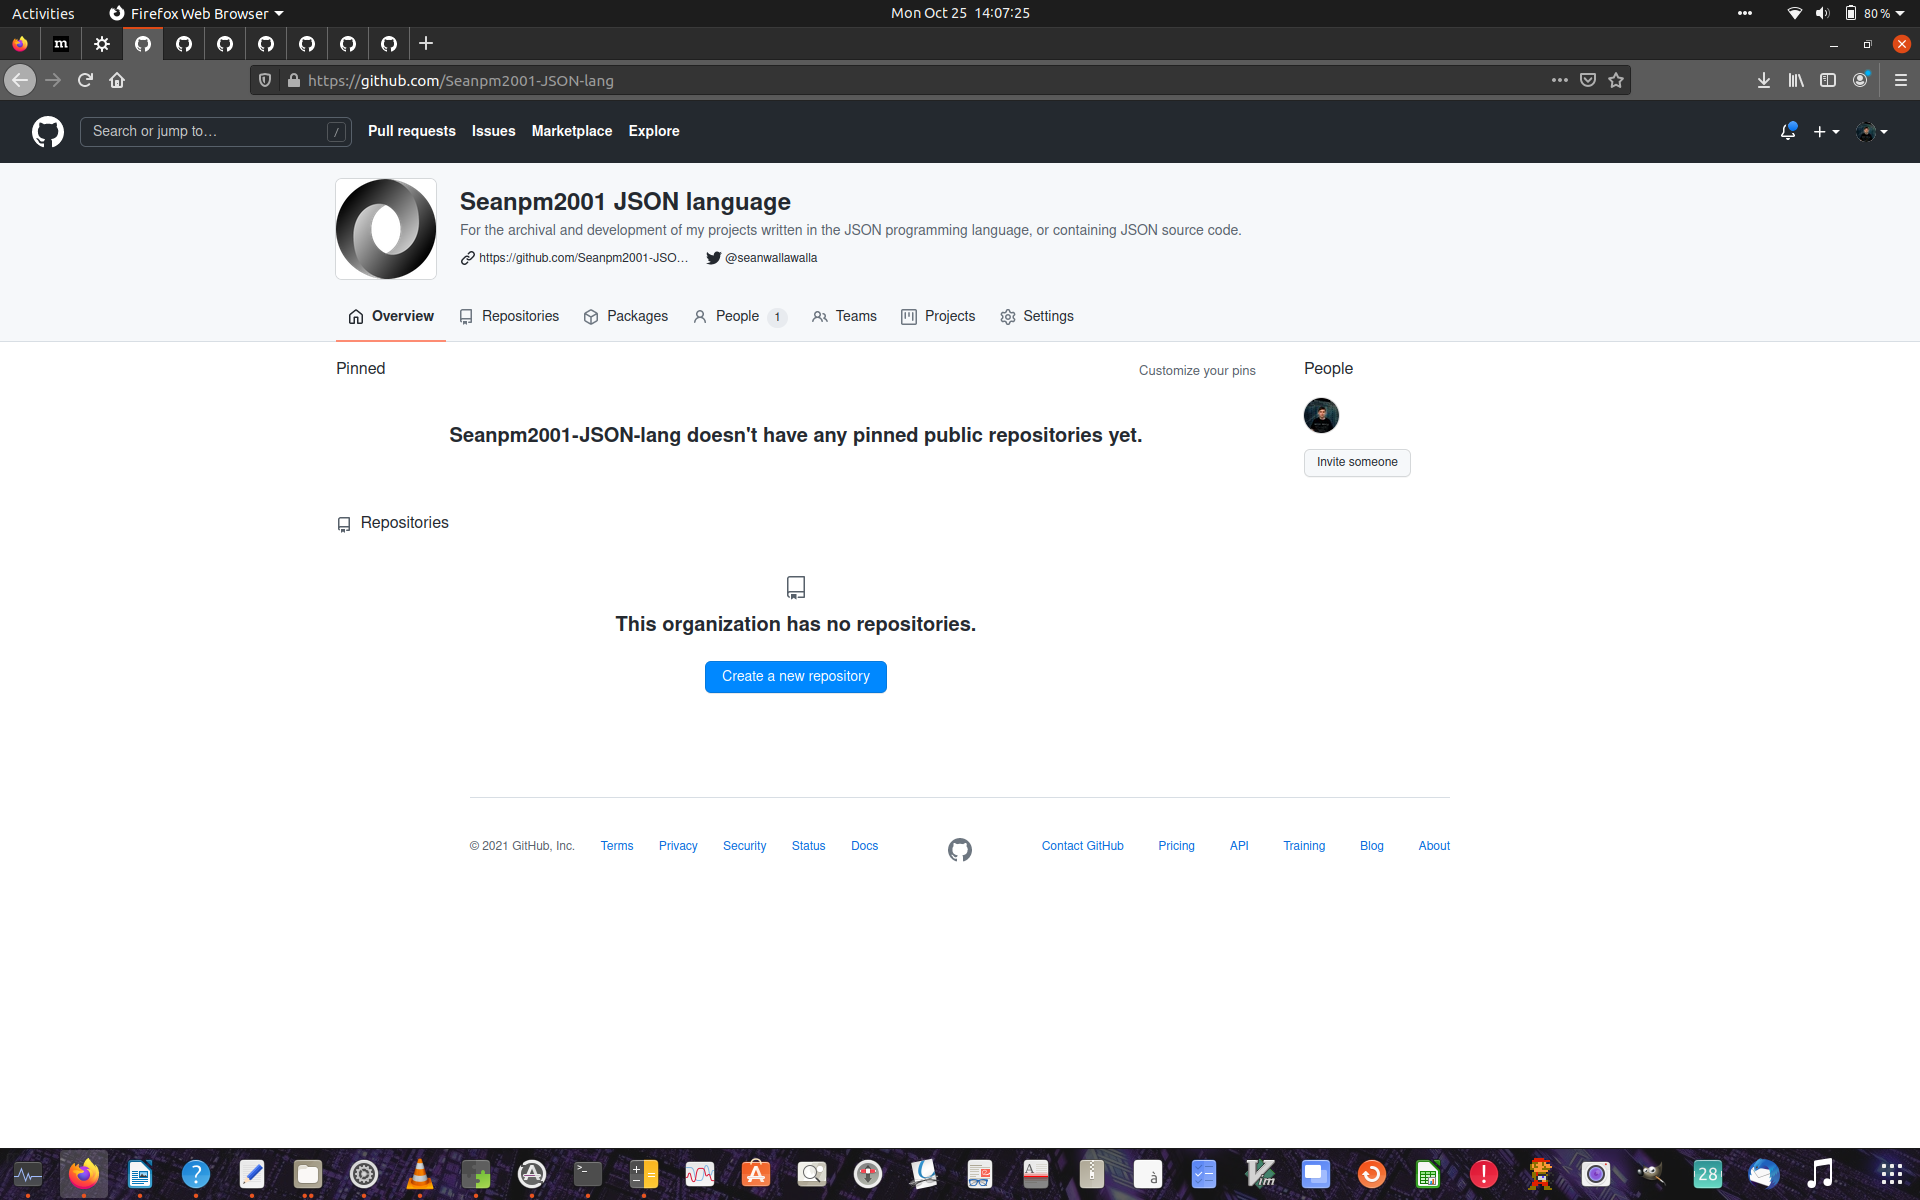 Activities
Firefox Web Browser
Mon Oct 25 14:07:25
80 %
m
https://github.com/Seanpm2001-JSON-lang
Search or jump to…
/
Pull requests
Issues
Marketplace
Explore
Seanpm2001 JSON language
For the archival and development of my projects written in the JSON programming language, or containing JSON source code.
https://github.com/Seanpm2001-JSO…
@seanwallawalla
Overview
Repositories
Packages
People 1
Teams
Projects
Settings
Pinned
Customize your pins
People
Seanpm2001-JSON-lang doesn't have any pinned public repositories yet.
Invite someone
Repositories
This organization has no repositories.
Create a new repository
© 2021 GitHub, Inc.
Terms
Privacy
Security
Status
Docs
Contact GitHub
Pricing
API
Training
Blog
About
?
>_
A
à
Vim
!
28